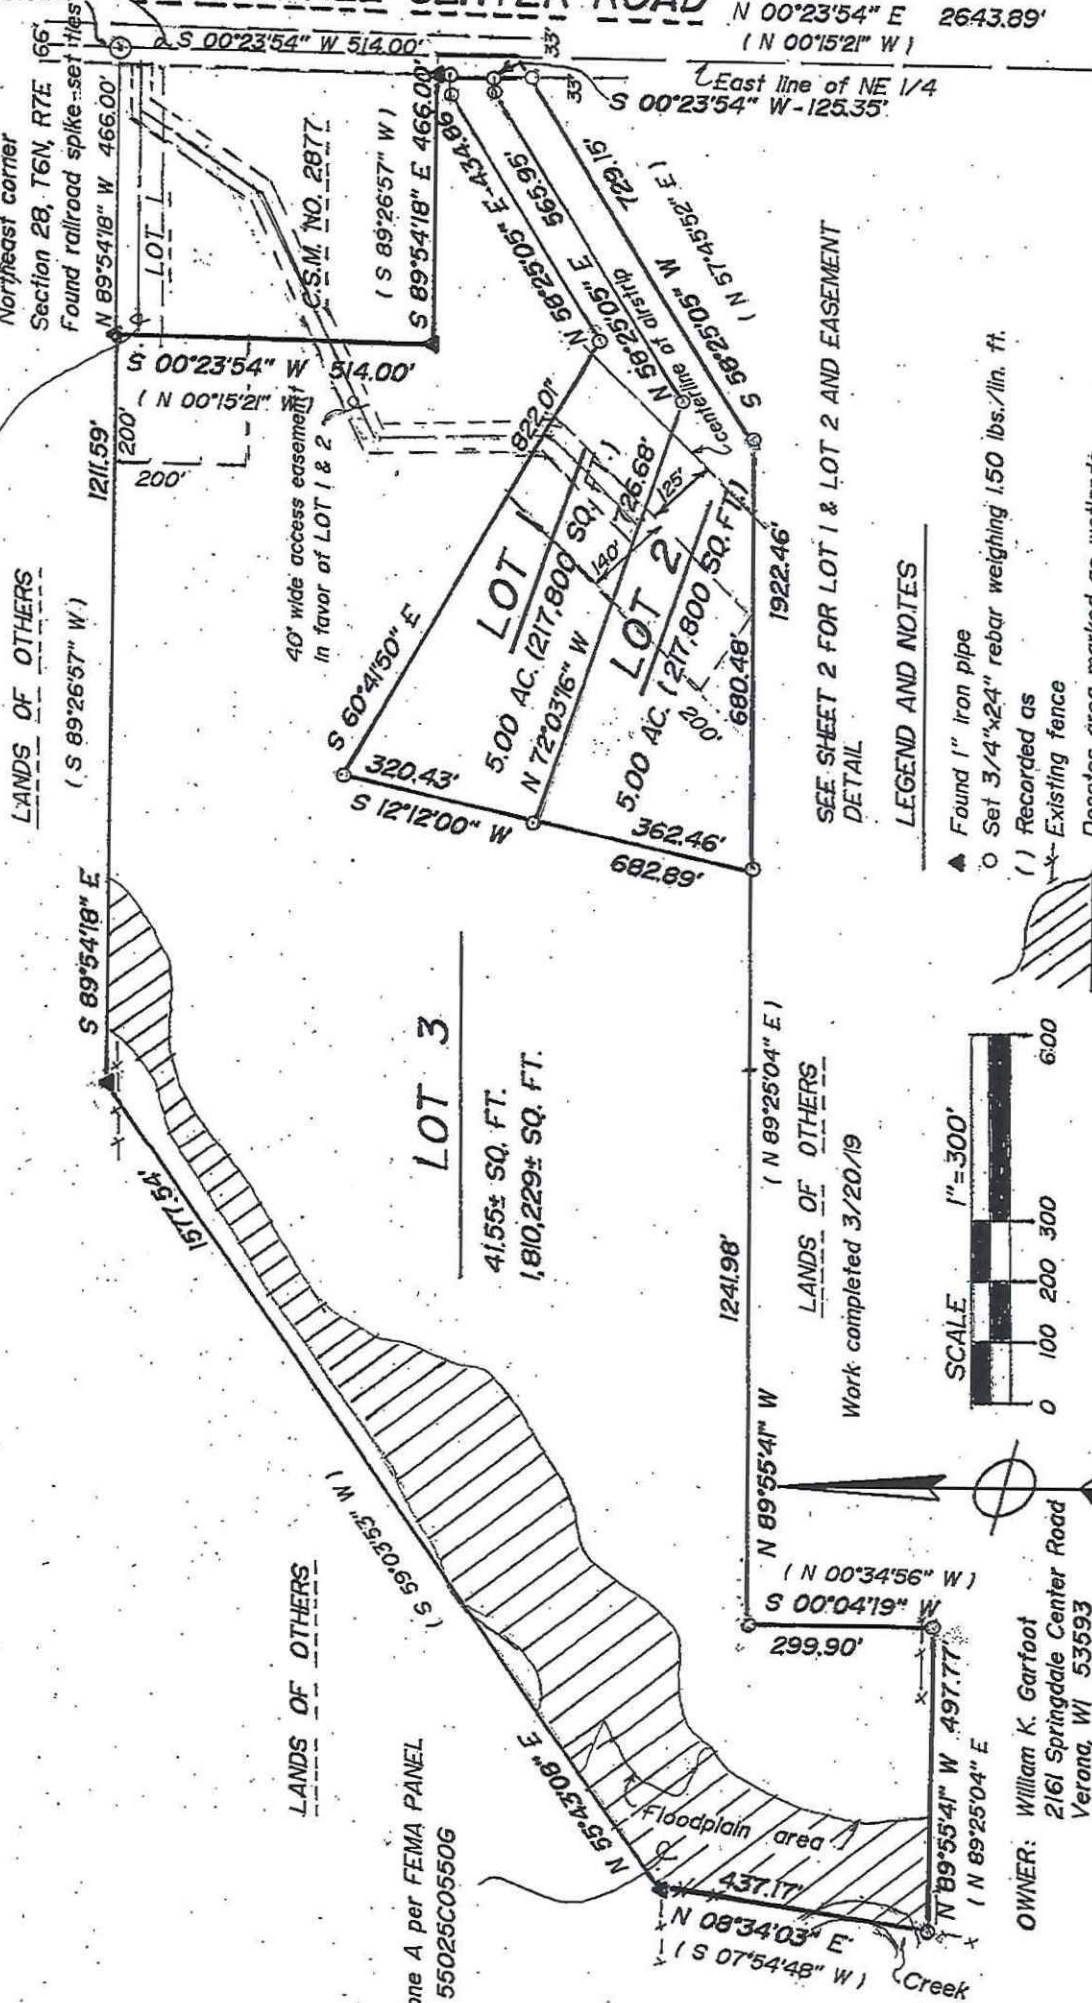 CENTER ROAD
N 00°23'54" E 2643.89'
( N 00°15'21" W )
East line of NE 1/4
S 00°23'54" W 514.00'
S 00°23'54" W-125.35'
33'
33'
66'
Northeast corner
Section 28, T6N, R7E
Found railroad spike-set ties
N 89°54'18" W 466.00'
LOT 1
C.S.M. NO. 2877
( S 89°26'57" W )
S 89°54'18" E 466.00'
S 00°23'54" W 514.00'
( N 00°15'21" W )
200'
200'
1211.59'
LANDS OF OTHERS
( S 89°26'57" W )
S 89°54'18" E
40' wide access easement
in favor of LOT 1 & 2
N 58°25'05" E 434.86'
N 58°25'05" E 565.95'
centerline of airstrip
S 58°25'05" W 729.15'
( N 57°45'52" E )
822.01'
S 60°41'50" E
LOT 1
5.00 AC. (217,800 SQ. FT.)
N 72°03'16" W 726.68'
140'
125'
LOT 2
5.00 AC. (217,800 SQ. FT.)
200'
680.48'
1922.46'
320.43'
S 12°12'00" W
362.46'
682.89'
SEE SHEET 2 FOR LOT 1 & LOT 2 AND EASEMENT
DETAIL
LEGEND AND NOTES
Found 1" iron pipe
Set 3/4"x24" rebar weighing 1.50 lbs./lin. ft.
( ) Recorded as
Existing fence
LOT 3
41.55± SQ. FT.
1,810,229± SQ. FT.
1577.54'
( S 59°03'53" W )
N 55°43'08" E
LANDS OF OTHERS
( N 89°25'04" E )
LANDS OF OTHERS
1241.98'
N 89°55'41" W
Work completed 3/20/19
SCALE 1"=300'
0 100 200 300 600
( N 00°34'56" W )
S 00°04'19" W
299.90'
one A per FEMA PANEL
55025C0550G
Floodplain area
437.17'
N 08°34'03" E
( S 07°54'48" W )
Creek
N 89°55'41" W 497.77'
( N 89°25'04" E
OWNER: William K. Garfoot
2161 Springdale Center Road
Verona, WI 53593